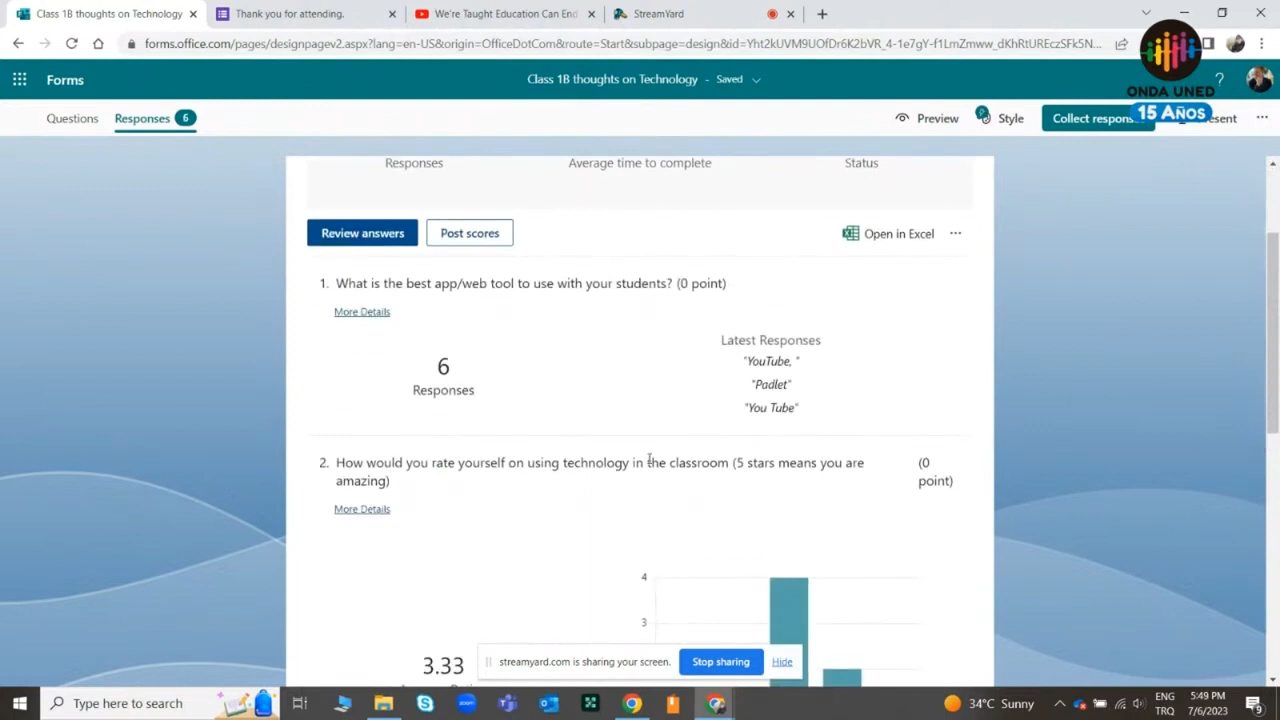 Class 1B thoughts on Technology
Thank you for attending.
We're Taught Education Can End
StreamYard
forms.office.com/pages/designpagev2.aspx?lang=en-US&origin=OfficeDotCom&route=Start&subpage=design&id=Yht2kUVM9UOfDr6K2bVR_4-1e7gY-f1LmZmww_dKhRtUREczSFk5N...
Forms
Class 1B thoughts on Technology - Saved
?
ONDA UNED
15 AÑOS
Questions
Responses 6
Preview
Style
Collect respons
esent
Responses
Average time to complete
Status
Review answers
Post scores
Open in Excel
1. What is the best app/web tool to use with your students? (0 point)
More Details
6
Responses
Latest Responses
"YouTube, "
"Padlet"
"You Tube"
2. How would you rate yourself on using technology in the classroom (5 stars means you are amazing)
(0 point)
More Details
4
3
3.33
streamyard.com is sharing your screen.
Stop sharing
Hide
Type here to search
34°C Sunny
ENG
TRQ
5:49 PM
7/6/2023
9